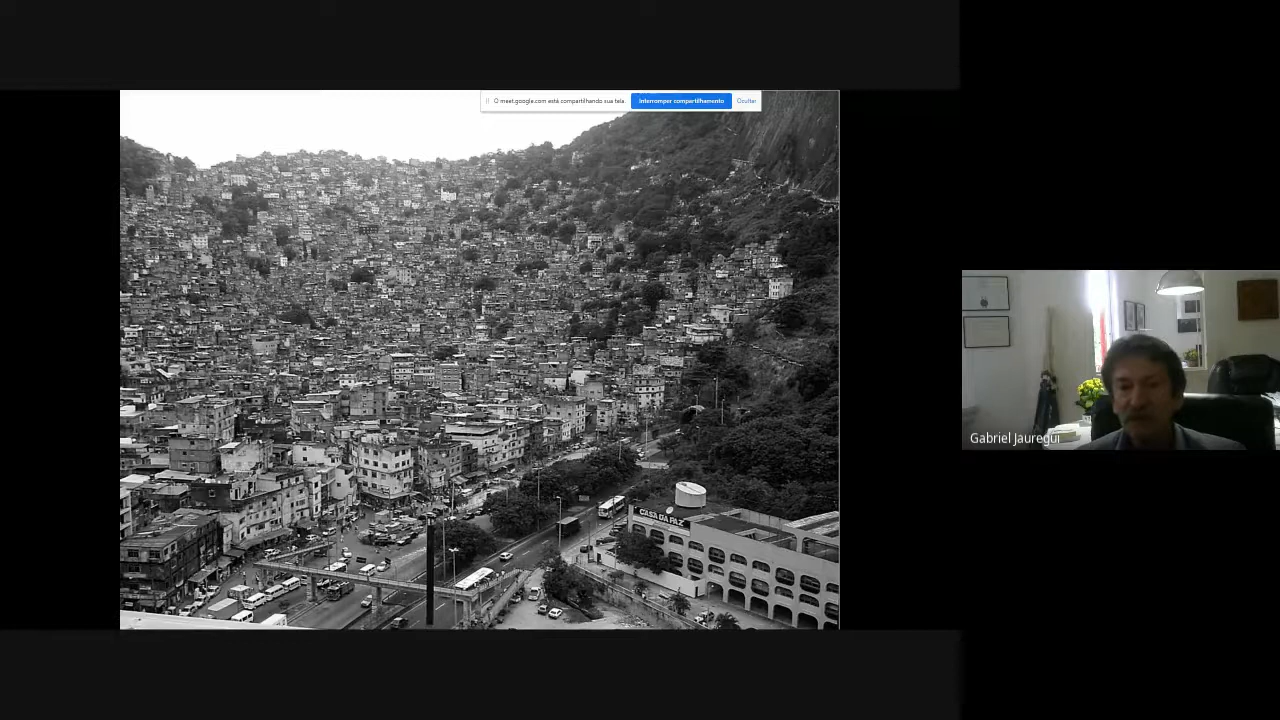 O meet.google.com está compartilhando sua tela.
Interromper compartilhamento
Ocultar
CASA DA PAZ
Gabriel Jauregui